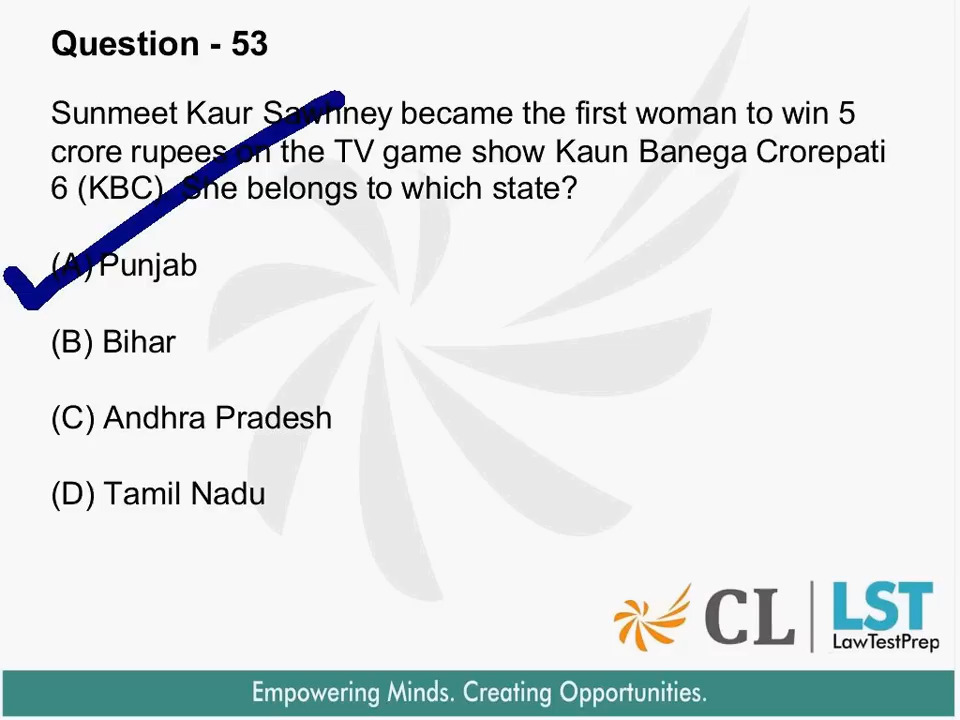 Question - 53
Sunmeet Kaur Sawhney became the first woman to win 5
crore rupees on the TV game show Kaun Banega Crorepati
6 (KBC). She belongs to which state?
(A) Punjab
(B) Bihar
(C) Andhra Pradesh
(D) Tamil Nadu
CL | LST
LawTestPrep
Empowering Minds. Creating Opportunities.